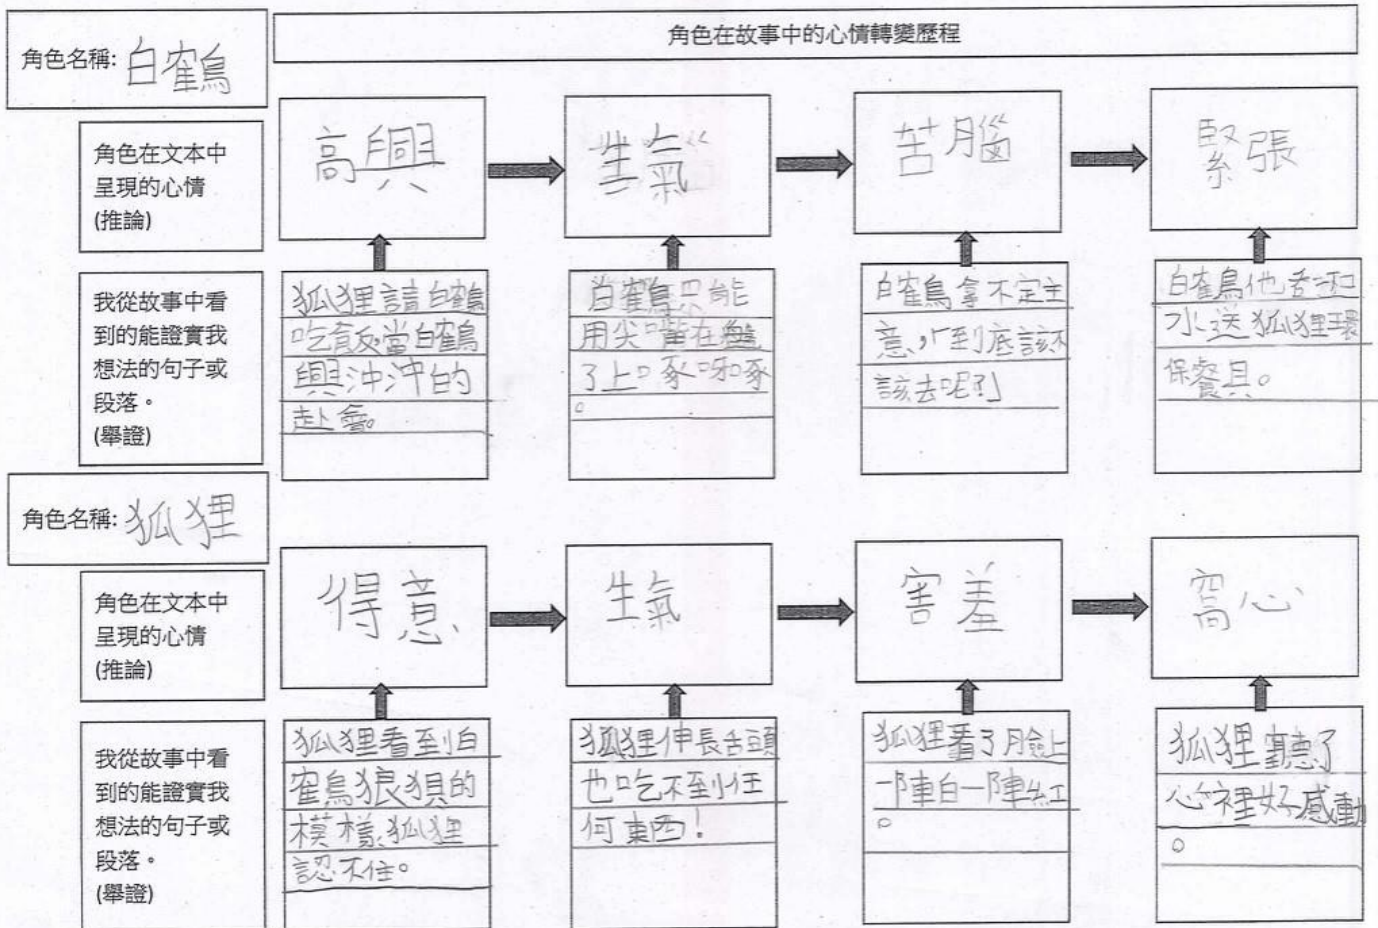 角色名稱:白鶴
角色在故事中的心情轉變歷程
角色在文本中
呈現的心情
(推論)
高興
生氣
苦腦
緊張
我從故事中看
到的能證實我
想法的句子或
段落。
(舉證)
狐狸請白鶴
吃飯當白鶴
興沖沖的
赴會。
白鶴只能
用尖嘴在盤
了上啄呀啄
。
白鶴拿不定主
意,「到底該不
該去呢?」
白鶴他
水送狐狸環
保餐具。
角色名稱:狐狸
角色在文本中
呈現的心情
(推論)
得意
生氣
害羞
窩心
我從故事中看
到的能證實我
想法的句子或
段落。
(舉證)
狐狸看到白
鶴狼狽的
模樣,狐狸
認不住。
狐狸伸長舌頭
也吃不到任
何東西!
狐狸看了臉上
一陣白一陣紅
。
狐狸聽了
心裡好感動
。